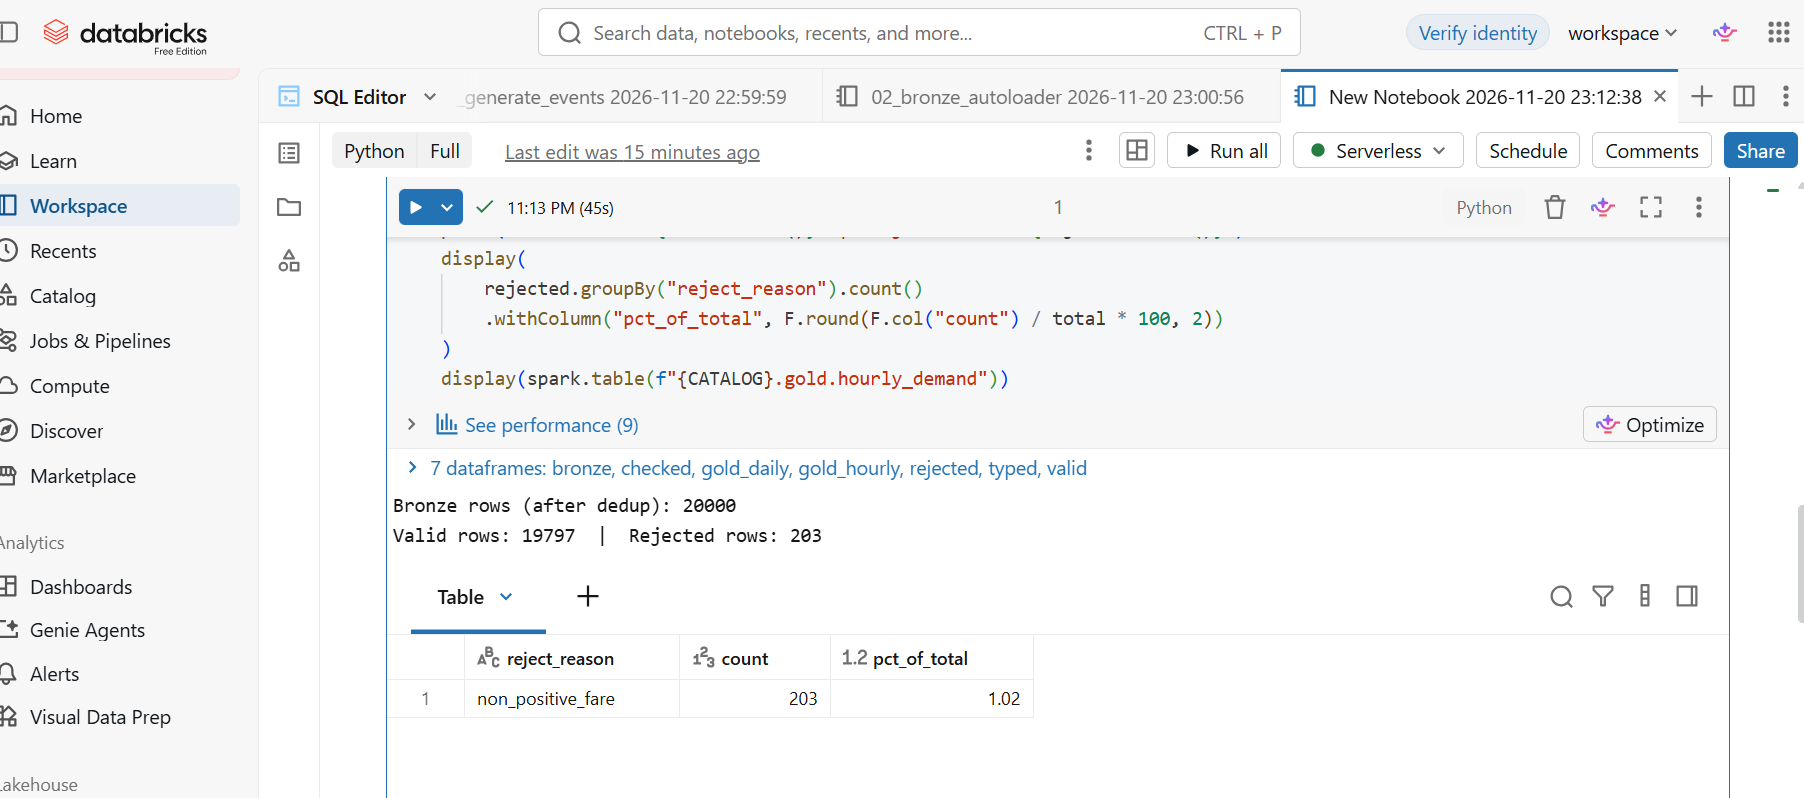 databricks
Free Edition
Search data, notebooks, recents, and more...
CTRL + P
Verify identity
workspace
SQL Editor
_generate_events 2026-11-20 22:59:59
02_bronze_autoloader 2026-11-20 23:00:56
New Notebook 2026-11-20 23:12:38
Home
Learn
Workspace
Recents
Catalog
Jobs & Pipelines
Compute
Discover
Marketplace
Analytics
Dashboards
Genie Agents
Alerts
Visual Data Prep
Lakehouse
Python
Full
Last edit was 15 minutes ago
Run all
Serverless
Schedule
Comments
Share
11:13 PM (45s)
1
Python
display(
rejected.groupBy("reject_reason").count()
.withColumn("pct_of_total", F.round(F.col("count") / total * 100, 2))
)
display(spark.table(f"{CATALOG}.gold.hourly_demand"))
See performance (9)
Optimize
7 dataframes: bronze, checked, gold_daily, gold_hourly, rejected, typed, valid
Bronze rows (after dedup): 20000
Valid rows: 19797 | Rejected rows: 203
Table
ABC reject_reason
123 count
1.2 pct_of_total
1
non_positive_fare
203
1.02